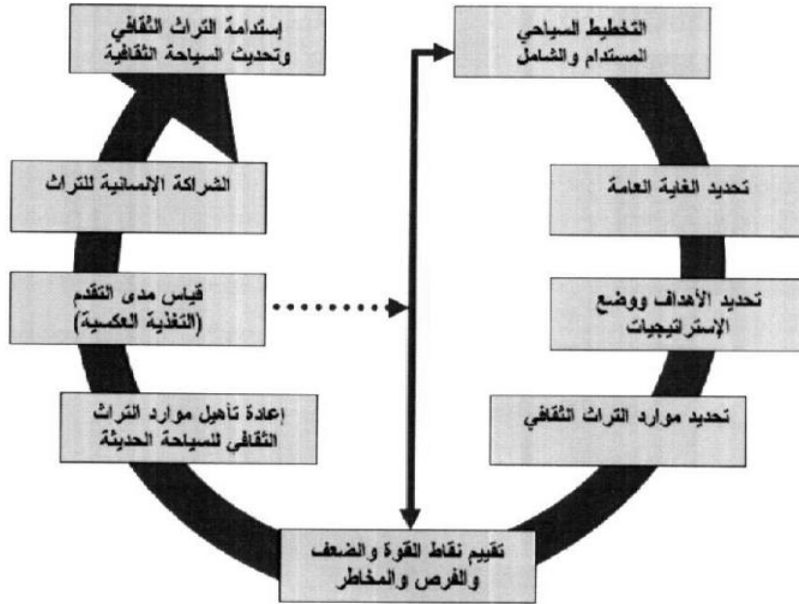 التخطيط السياحي
المستدام والشامل
تحديد الغاية العامة
تحديد الأهداف ووضع
الإستراتيجيات
تحديد موارد التراث الثقافي
تقييم نقاط القوة والضعف
والفرص والمخاطر
إعادة تأهيل موارد التراث
الثقافي للسياحة الحديثة
قياس مدى التقدم
(التغذية العكسية)
الشراكة الإنسانية للتراث
إستدامة التراث الثقافي
وتحديث السياحة الثقافية